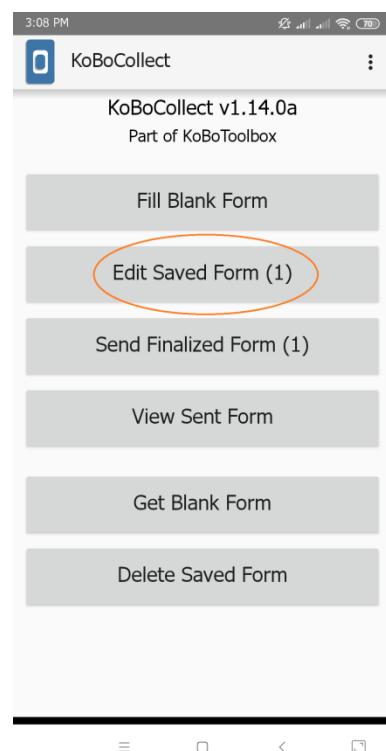 3:08 PM
70
KoBoCollect
KoBoCollect v1.14.0a
Part of KoBoToolbox
Fill Blank Form
Edit Saved Form (1)
Send Finalized Form (1)
View Sent Form
Get Blank Form
Delete Saved Form